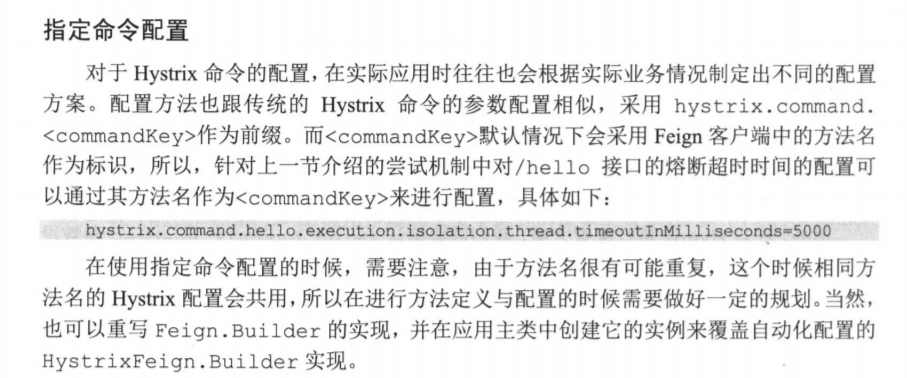 指定命令配置
对于 Hystrix 命令的配置，在实际应用时往往也会根据实际业务情况制定出不同的配置
方案。配置方法也跟传统的 Hystrix 命令的参数配置相似，采用 hystrix.command.
<commandKey>作为前缀。而<commandKey>默认情况下会采用 Feign 客户端中的方法名
作为标识，所以，针对上一节介绍的尝试机制中对/hello 接口的熔断超时时间的配置可
以通过其方法名作为<commandKey>来进行配置，具体如下：
hystrix.command.hello.execution.isolation.thread.timeoutInMilliseconds=5000
在使用指定命令配置的时候，需要注意，由于方法名很有可能重复，这个时候相同方
法名的 Hystrix 配置会共用，所以在进行方法定义与配置的时候需要做好一定的规划。当然，
也可以重写 Feign.Builder 的实现，并在应用主类中创建它的实例来覆盖自动化配置的
HystrixFeign.Builder 实现。